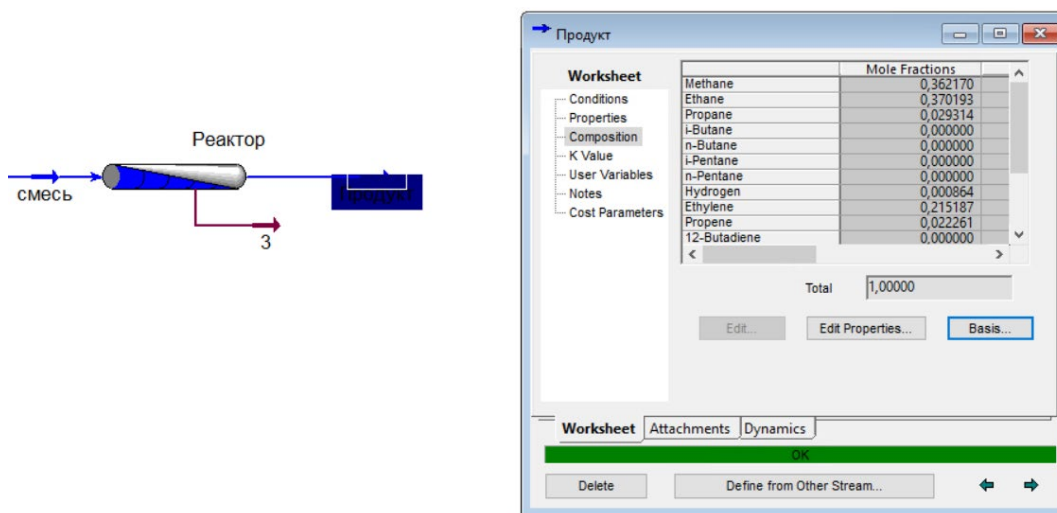 Реактор
смесь
Продукт
3
Продукт
Worksheet
Conditions
Properties
Composition
K Value
User Variables
Notes
Cost Parameters
Mole Fractions
Methane 0,362170
Ethane 0,370193
Propane 0,029314
i-Butane 0,000000
n-Butane 0,000000
i-Pentane 0,000000
n-Pentane 0,000000
Hydrogen 0,000864
Ethylene 0,215187
Propene 0,022261
12-Butadiene 0,000000
Total 1,00000
Edit... Edit Properties... Basis...
Worksheet Attachments Dynamics
OK
Delete Define from Other Stream...